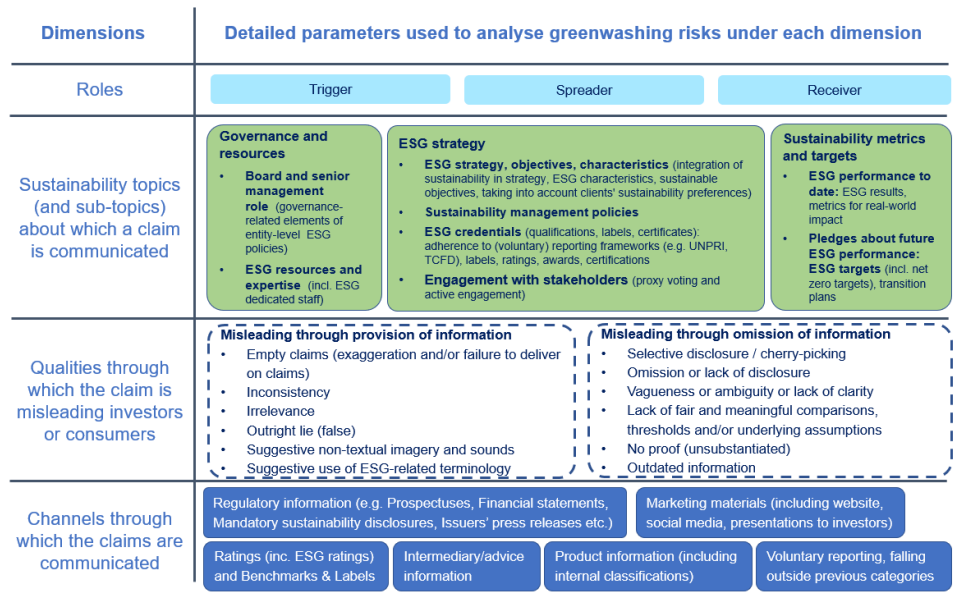 Dimensions
Detailed parameters used to analyse greenwashing risks under each dimension
Roles
Trigger
Spreader
Receiver
Sustainability topics
(and sub-topics)
about which a claim
is communicated
Governance and
resources
• Board and senior
management
role (governance-
related elements of
entity-level ESG
policies)
• ESG resources and
expertise (incl. ESG
dedicated staff)
ESG strategy
• ESG strategy, objectives, characteristics (integration of
sustainability in strategy, ESG characteristics, sustainable
objectives, taking into account clients' sustainability preferences)
• Sustainability management policies
• ESG credentials (qualifications, labels, certificates):
adherence to (voluntary) reporting frameworks (e.g. UNPRI,
TCFD), labels, ratings, awards, certifications
• Engagement with stakeholders (proxy voting and
active engagement)
Sustainability metrics
and targets
• ESG performance to
date: ESG results,
metrics for real-world
impact
• Pledges about future
ESG performance:
ESG targets (incl. net
zero targets), transition
plans
Qualities through
which the claim is
misleading investors
or consumers
Misleading through provision of information
• Empty claims (exaggeration and/or failure to deliver
on claims)
• Inconsistency
• Irrelevance
• Outright lie (false)
• Suggestive non-textual imagery and sounds
• Suggestive use of ESG-related terminology
Misleading through omission of information
• Selective disclosure / cherry-picking
• Omission or lack of disclosure
• Vagueness or ambiguity or lack of clarity
• Lack of fair and meaningful comparisons,
thresholds and/or underlying assumptions
• No proof (unsubstantiated)
• Outdated information
Channels through
which the claims are
communicated
Regulatory information (e.g. Prospectuses, Financial statements,
Mandatory sustainability disclosures, Issuers' press releases etc.)
Marketing materials (including website,
social media, presentations to investors)
Ratings (inc. ESG ratings)
and Benchmarks & Labels
Intermediary/advice
information
Product information (including
internal classifications)
Voluntary reporting, falling
outside previous categories